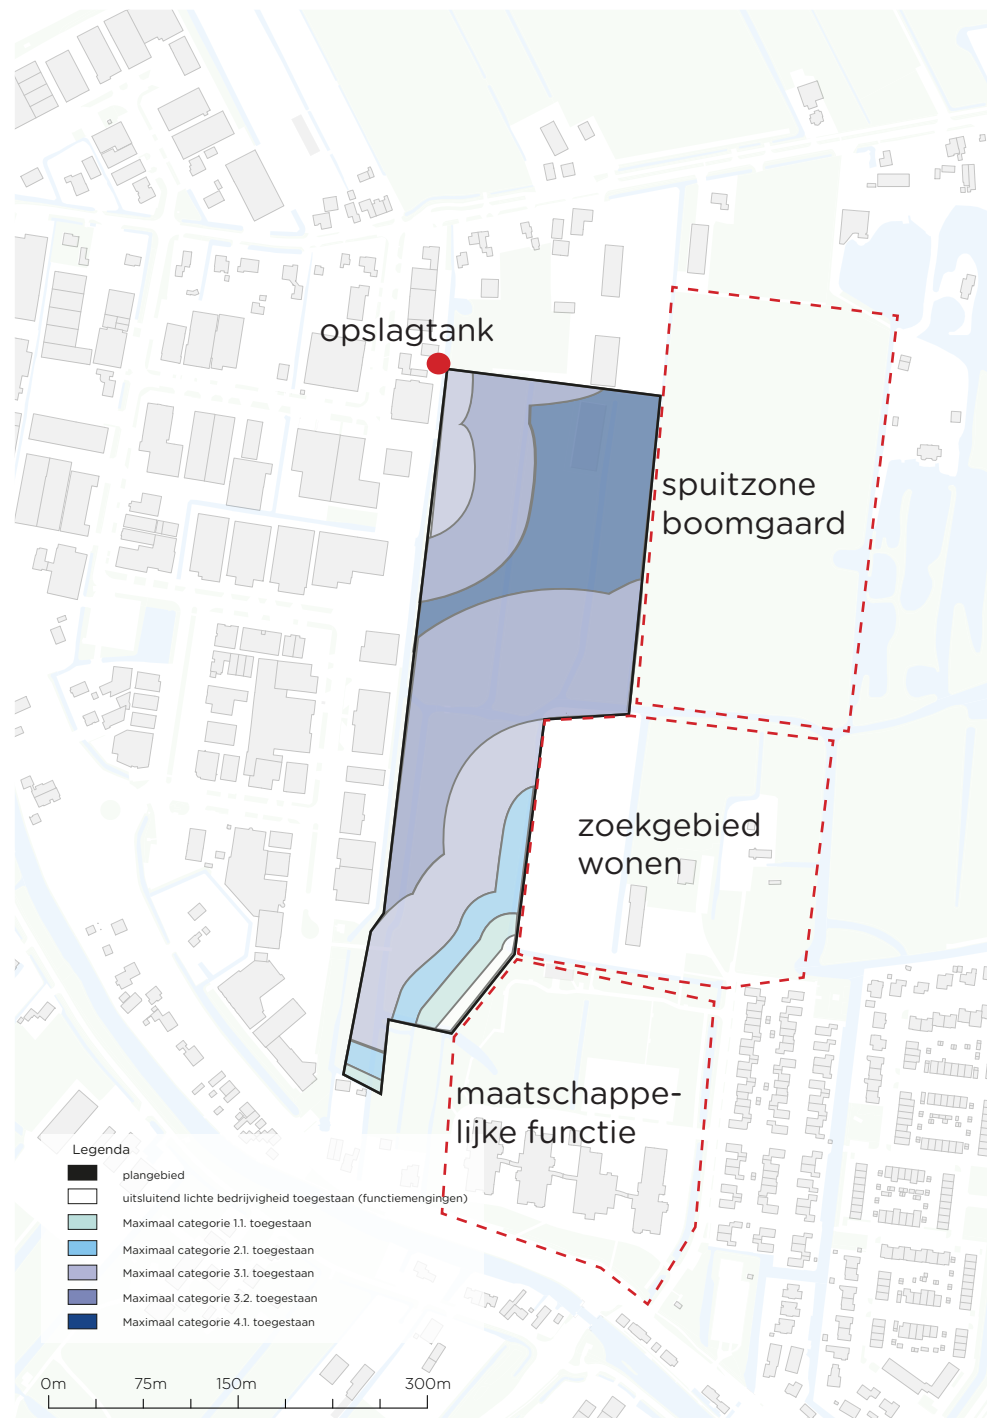 opslagtank
spuitzone
boomgaard
zoekgebied
wonen
maatschappe-
lijke functie
Legenda
plangebied
uitsluitend lichte bedrijvigheid toegestaan (functiemengingen)
Maximaal categorie 1.1. toegestaan
Maximaal categorie 2.1. toegestaan
Maximaal categorie 3.1. toegestaan
Maximaal categorie 3.2. toegestaan
Maximaal categorie 4.1. toegestaan
0m 75m 150m 300m